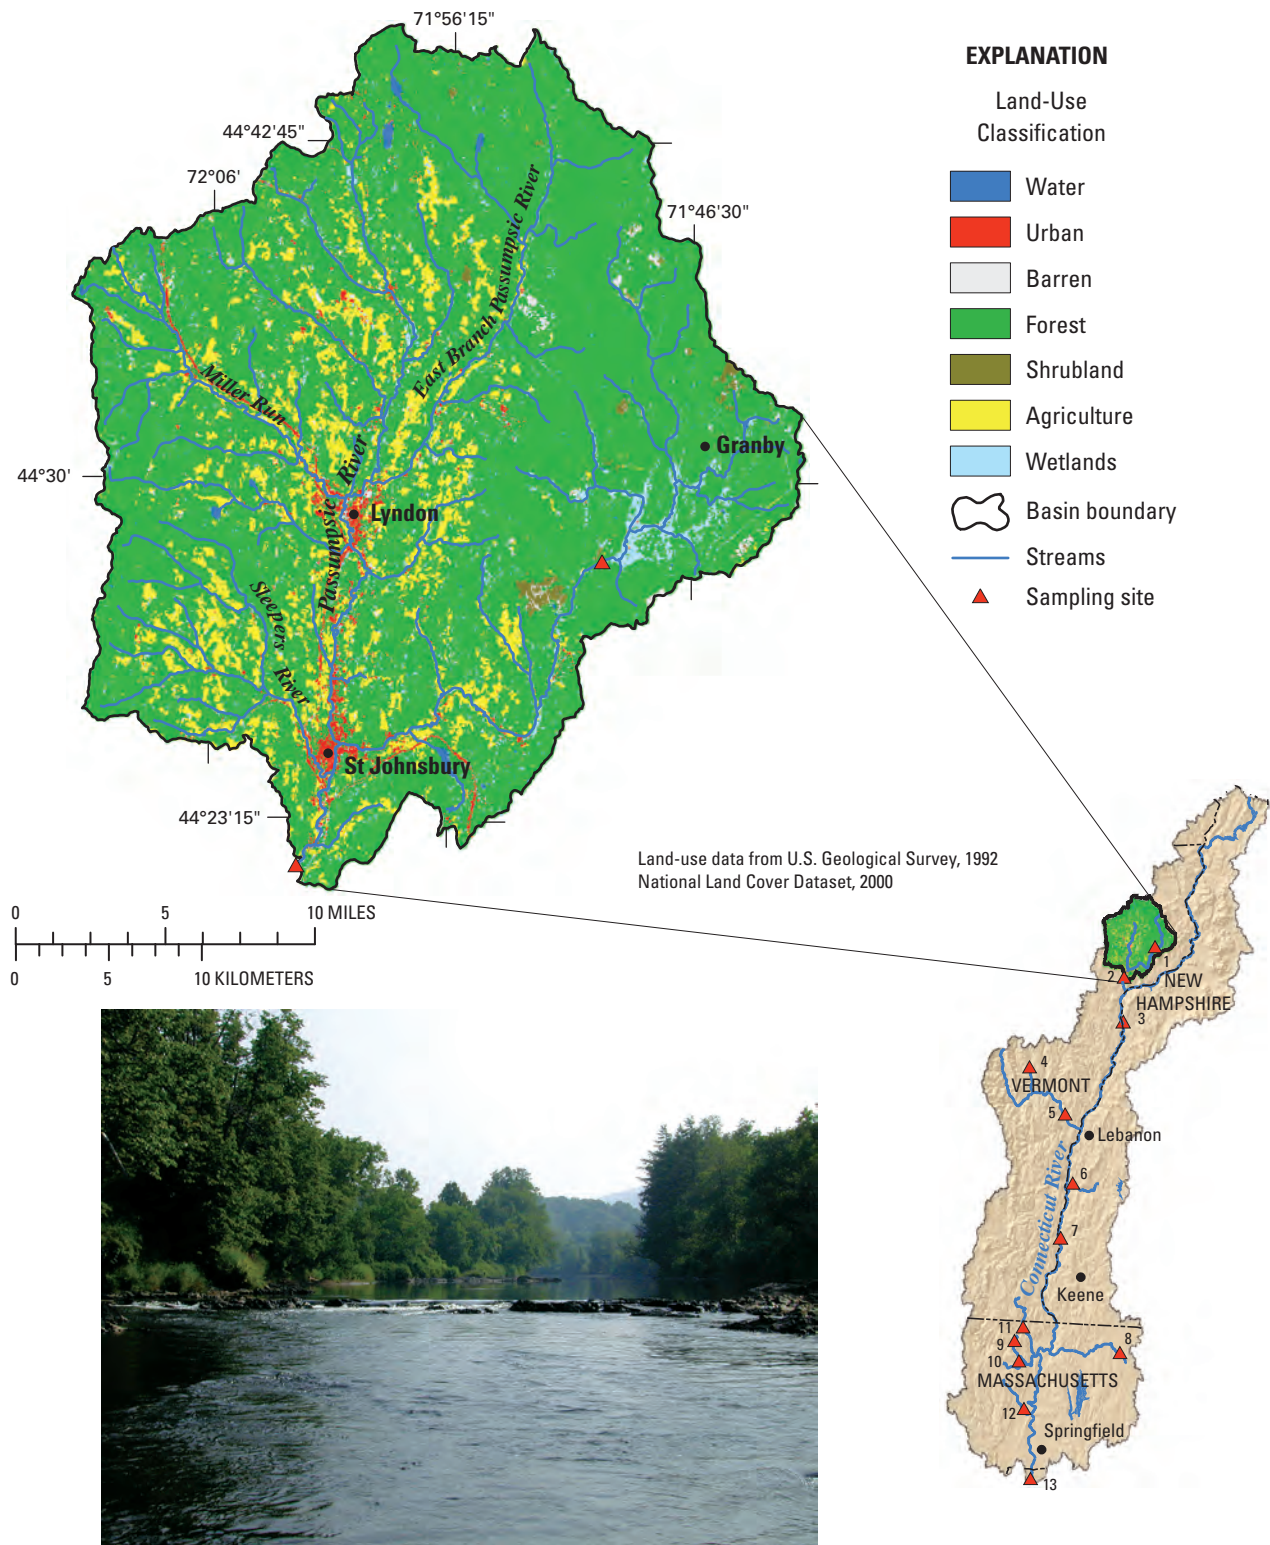 71°56'15"
44°42'45"
72°06'
71°46'30"
East Branch Passumpsic River
Miller Run
Granby
44°30'
Passumpsic River
Lyndon
Sleepers River
St Johnsbury
44°23'15"
0 5 10 MILES
0 5 10 KILOMETERS
EXPLANATION
Land-Use
Classification
Water
Urban
Barren
Forest
Shrubland
Agriculture
Wetlands
Basin boundary
Streams
Sampling site
Land-use data from U.S. Geological Survey, 1992
National Land Cover Dataset, 2000
1
2
NEW
HAMPSHIRE
3
4
VERMONT
5
Lebanon
Connecticut River
6
7
Keene
11
9
8
10
MASSACHUSETTS
12
Springfield
13